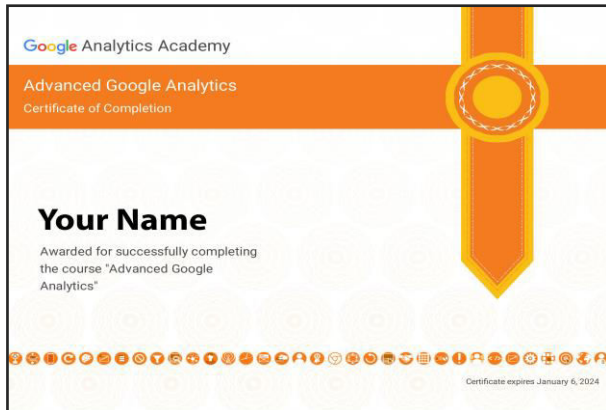 Google Analytics Academy
Advanced Google Analytics
Certificate of Completion
Your Name
Awarded for successfully completing
the course "Advanced Google
Analytics"
Certificate expires January 6, 2024